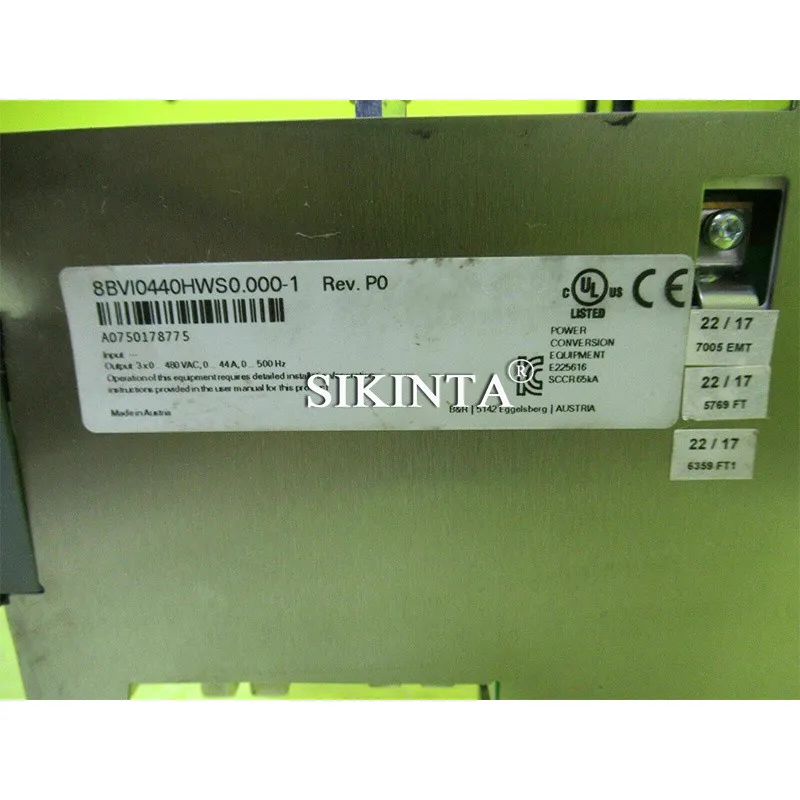 8BVI0440HWS0.000-1 Rev. P0
A0750178775
Input: ---
Output: 3 x 0 ... 480 VAC, 0 ... 44 A, 0 ... 500 Hz
Operation of this equipment requires detailed
instructions provided in the user manual for this
Made in Austria
C UL US
LISTED
CE
POWER
CONVERSION
EQUIPMENT
E225616
SCCR 65kA
B&R | 5142 Eggelsberg | AUSTRIA
SIKINTA®
22 / 17
7005 EMT
22 / 17
5769 FT
22 / 17
6359 FT1